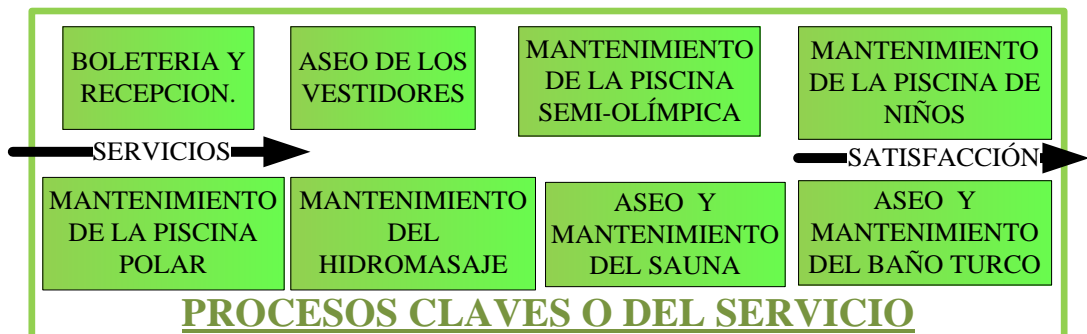 BOLETERIA Y
RECEPCION.
ASEO DE LOS
VESTIDORES
MANTENIMIENTO
DE LA PISCINA
SEMI-OLÍMPICA
MANTENIMIENTO
DE LA PISCINA DE
NIÑOS
SERVICIOS
SATISFACCIÓN
MANTENIMIENTO
DE LA PISCINA
POLAR
MANTENIMIENTO
DEL
HIDROMASAJE
ASEO Y
MANTENIMIENTO
DEL SAUNA
ASEO Y
MANTENIMIENTO
DEL BAÑO TURCO
PROCESOS CLAVES O DEL SERVICIO